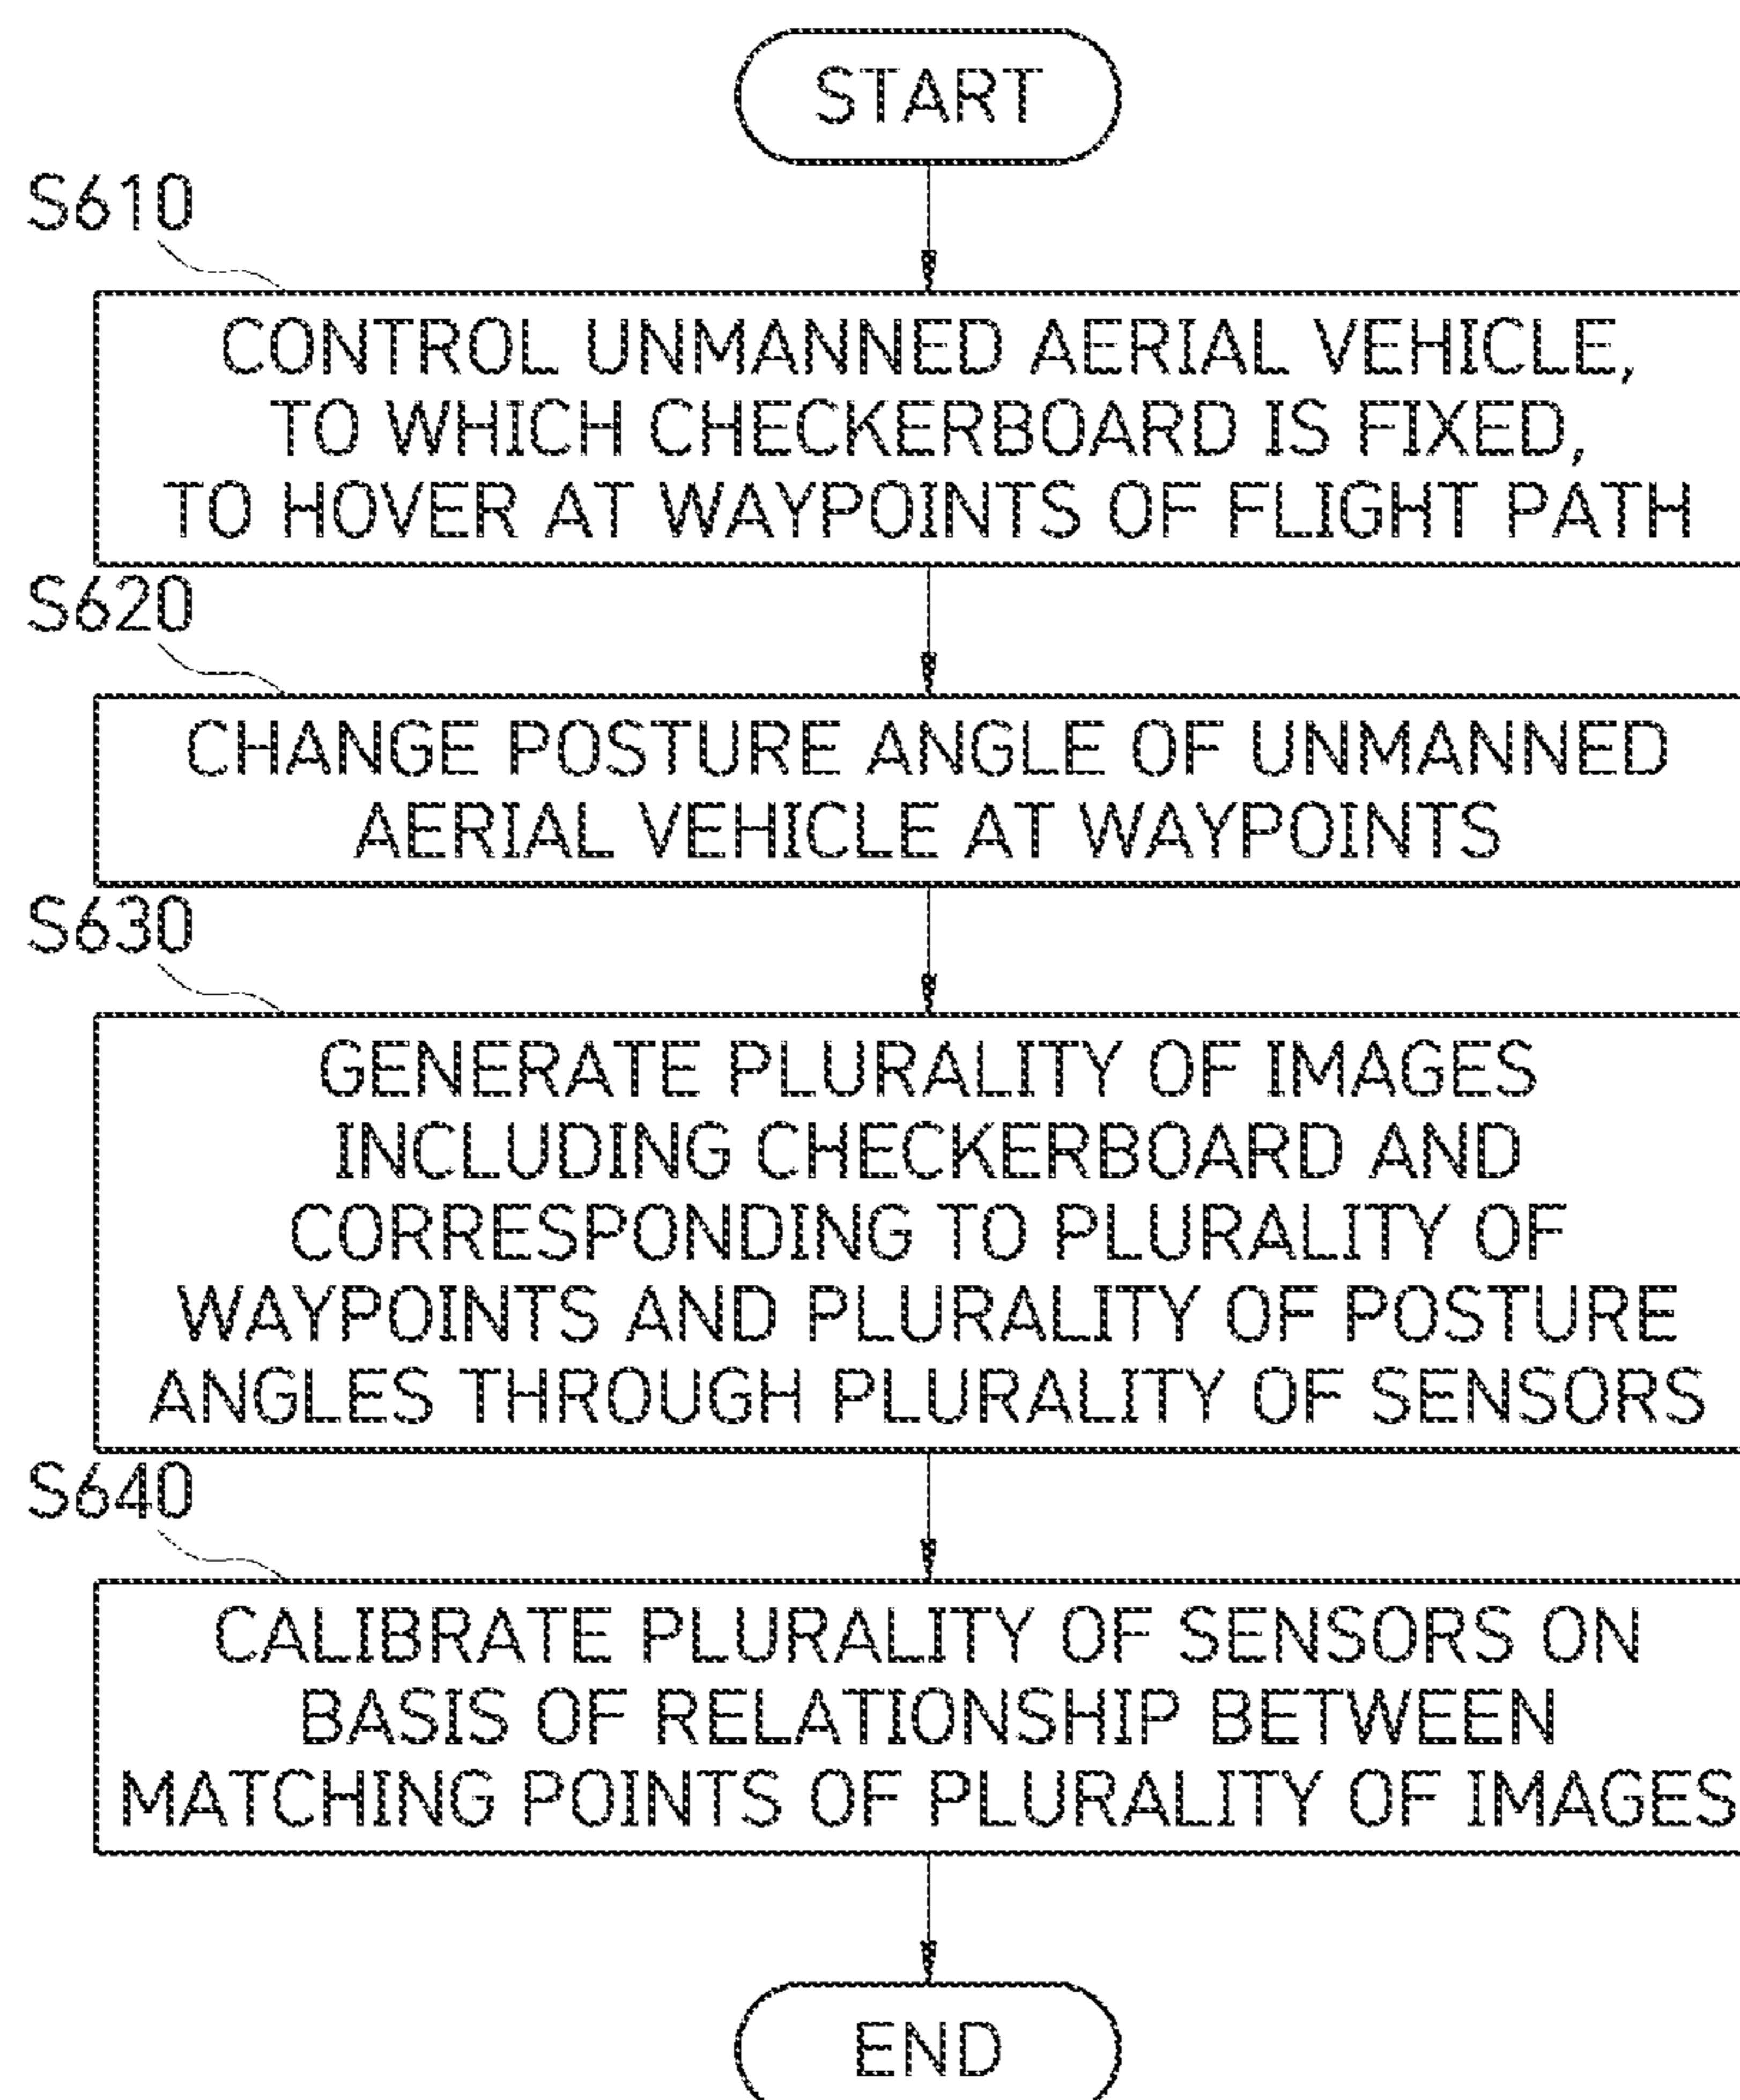 START
S610
CONTROL UNMANNED AERIAL VEHICLE,
TO WHICH CHECKERBOARD IS FIXED,
TO HOVER AT WAYPOINTS OF FLIGHT PATH
S620
CHANGE POSTURE ANGLE OF UNMANNED
AERIAL VEHICLE AT WAYPOINTS
S630
GENERATE PLURALITY OF IMAGES
INCLUDING CHECKERBOARD AND
CORRESPONDING TO PLURALITY OF
WAYPOINTS AND PLURALITY OF POSTURE
ANGLES THROUGH PLURALITY OF SENSORS
S640
CALIBRATE PLURALITY OF SENSORS ON
BASIS OF RELATIONSHIP BETWEEN
MATCHING POINTS OF PLURALITY OF IMAGES
END